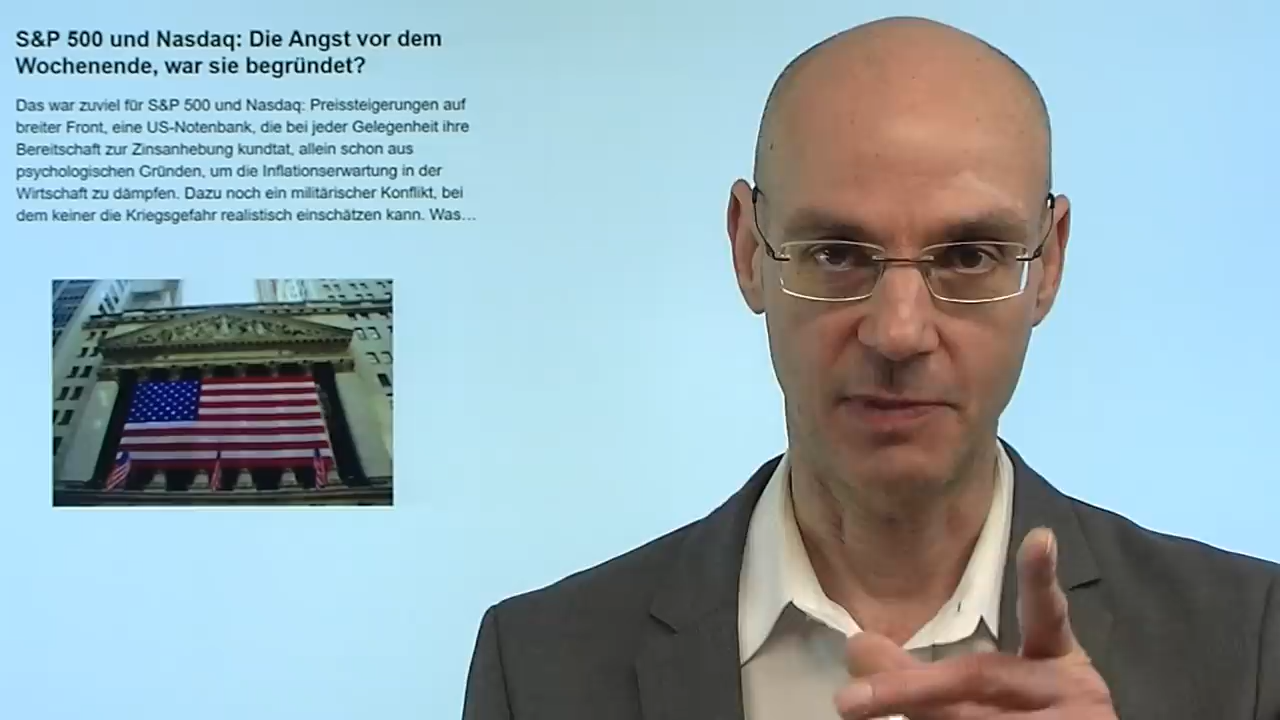 S&P 500 und Nasdaq: Die Angst vor dem
Wochenende, war sie begründet?
Das war zuviel für S&P 500 und Nasdaq: Preissteigerungen auf
breiter Front, eine US-Notenbank, die bei jeder Gelegenheit ihre
Bereitschaft zur Zinsanhebung kundtat, allein schon aus
psychologischen Gründen, um die Inflationserwartung in der
Wirtschaft zu dämpfen. Dazu noch ein militärischer Konflikt, bei
dem keiner die Kriegsgefahr realistisch einschätzen kann. Was...